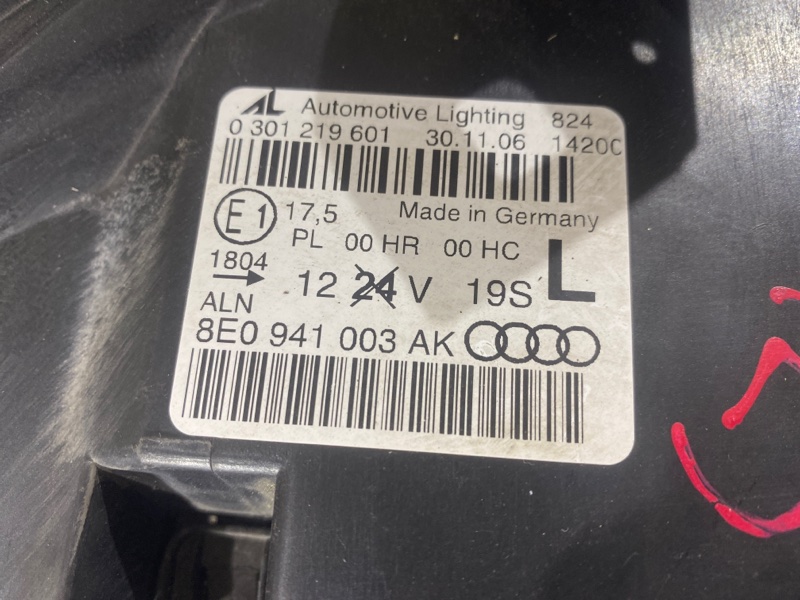 AL Automotive Lighting 824
0 301 219 601 30.11.06 1420C
E1 17,5 Made in Germany
PL 00 HR 00 HC L
1804
12 24 V 19S
ALN
8E0 941 003 AK